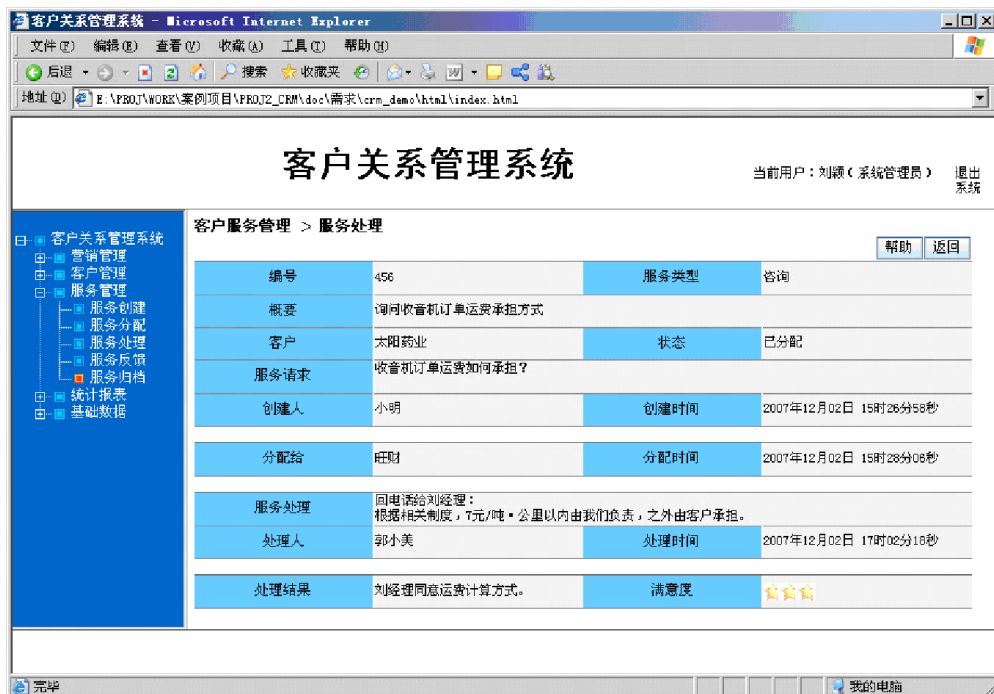 客户关系管理系统 - Microsoft Internet Explorer
文件(F) 编辑(E) 查看(V) 收藏(A) 工具(T) 帮助(H)
后退 搜索 收藏夹
地址(D) E:\PROJ\WORK\案例项目\PROJ2_CRM\doc\需求\crm_demo\html\index.html
客户关系管理系统
当前用户：刘颖（系统管理员） 退出
系统
客户关系管理系统
营销管理
客户管理
服务管理
服务创建
服务分配
服务处理
服务反馈
服务归档
统计报表
基础数据
客户服务管理 > 服务处理
帮助 返回
编号 456 服务类型 咨询
概要 询问收音机订单运费承担方式
客户 太阳药业 状态 已分配
服务请求 收音机订单运费如何承担？
创建人 小明 创建时间 2007年12月02日 15时26分58秒
分配给 旺财 分配时间 2007年12月02日 15时28分06秒
服务处理 回电话给刘经理：
根据相关制度，7元/吨·公里以内由我们负责，之外由客户承担。
处理人 郭小美 处理时间 2007年12月02日 17时02分18秒
处理结果 刘经理同意运费计算方式。 满意度
完毕 我的电脑